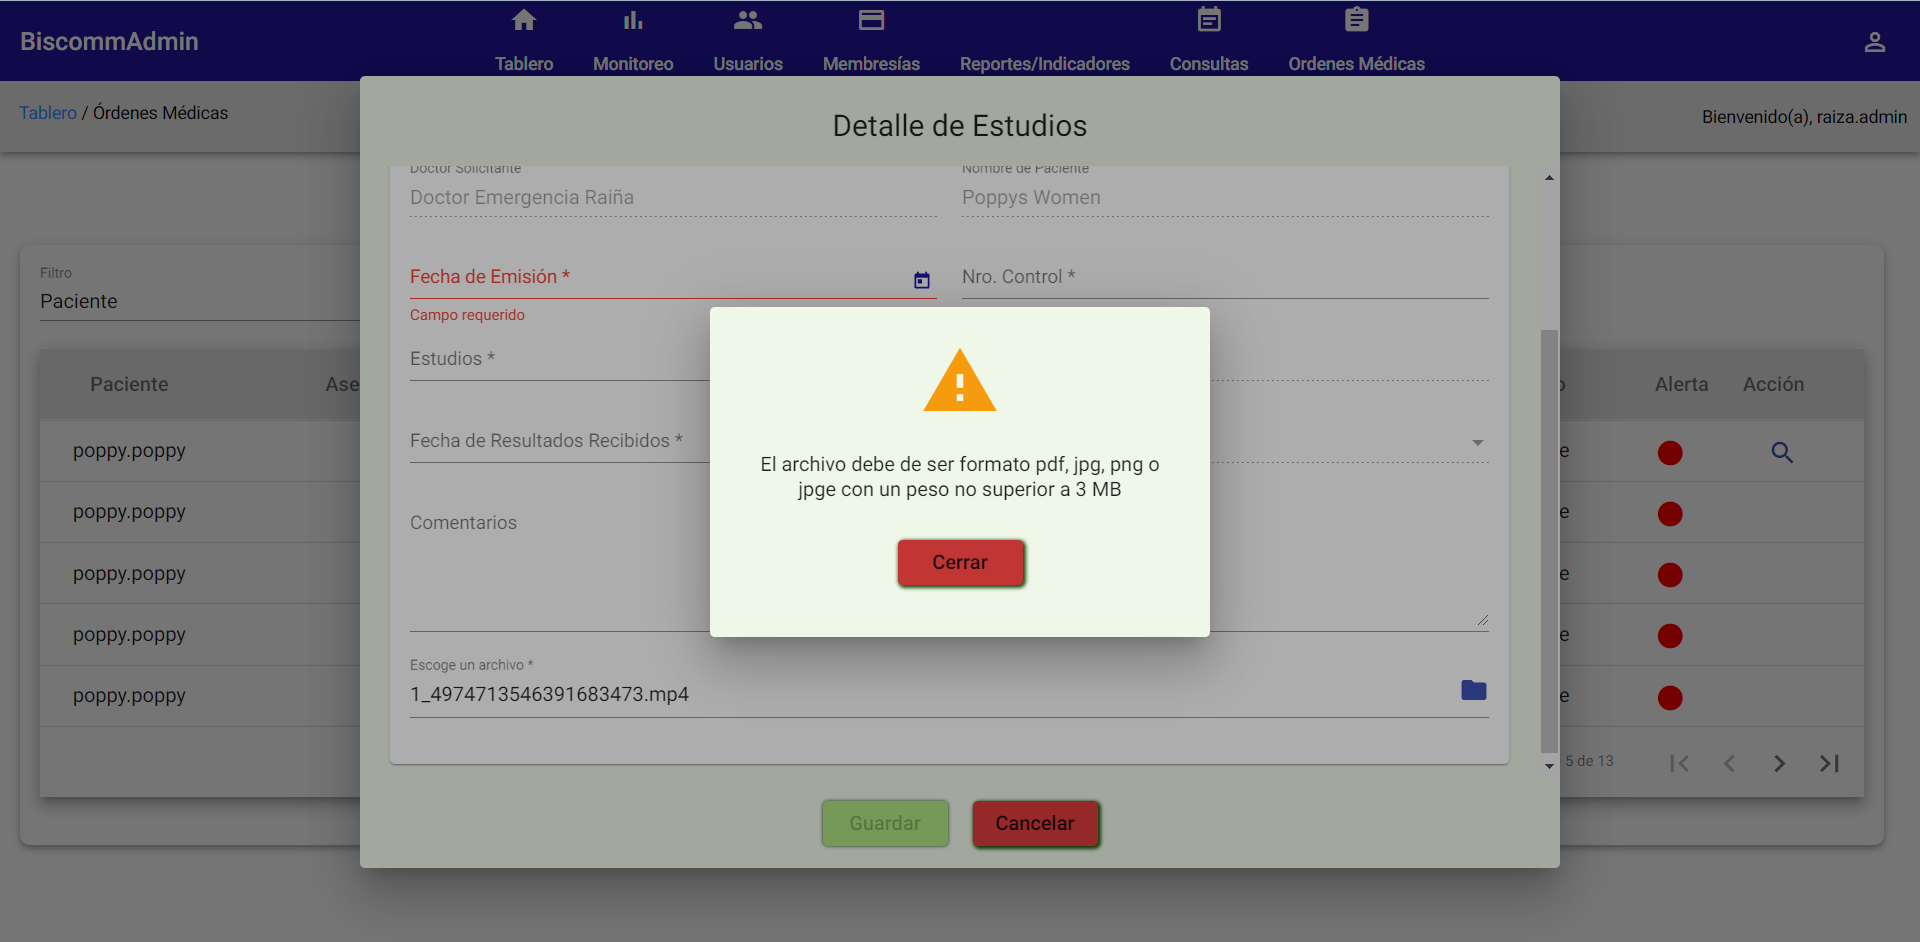 BiscommAdmin
Tablero
Monitoreo
Usuarios
Membresías
Reportes/Indicadores
Consultas
Ordenes Médicas
Tablero / Órdenes Médicas
Bienvenido(a), raiza.admin
Detalle de Estudios
Doctor Solicitante
Nombre de Paciente
Doctor Emergencia Raiña
Poppys Women
Fecha de Emisión *
Nro. Control *
Campo requerido
Estudios *
Fecha de Resultados Recibidos *
Comentarios
Escoge un archivo *
1_4974713546391683473.mp4
Guardar
Cancelar
El archivo debe de ser formato pdf, jpg, png o
jpge con un peso no superior a 3 MB
Cerrar
Filtro
Paciente
Paciente
Ase
Alerta
Acción
poppy.poppy
e
poppy.poppy
e
poppy.poppy
e
poppy.poppy
e
poppy.poppy
e
5 de 13